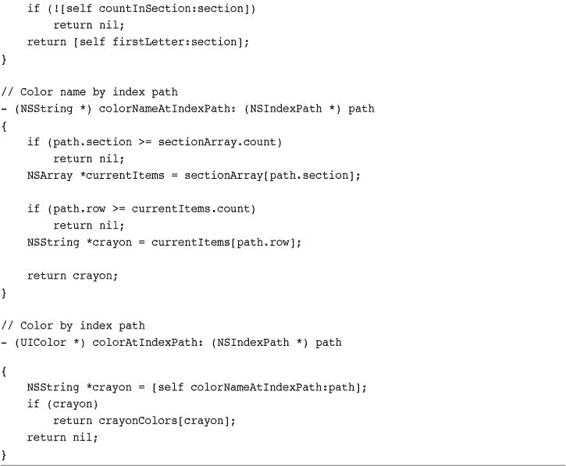 if (![self countInSection:section])
        return nil;
    return [self firstLetter:section];
}

// Color name by index path
- (NSString *) colorNameAtIndexPath: (NSIndexPath *) path
{
    if (path.section >= sectionArray.count)
        return nil;
    NSArray *currentItems = sectionArray[path.section];

    if (path.row >= currentItems.count)
        return nil;
    NSString *crayon = currentItems[path.row];

    return crayon;
}

// Color by index path
- (UIColor *) colorAtIndexPath: (NSIndexPath *) path

{
    NSString *crayon = [self colorNameAtIndexPath:path];
    if (crayon)
        return crayonColors[crayon];
    return nil;
}